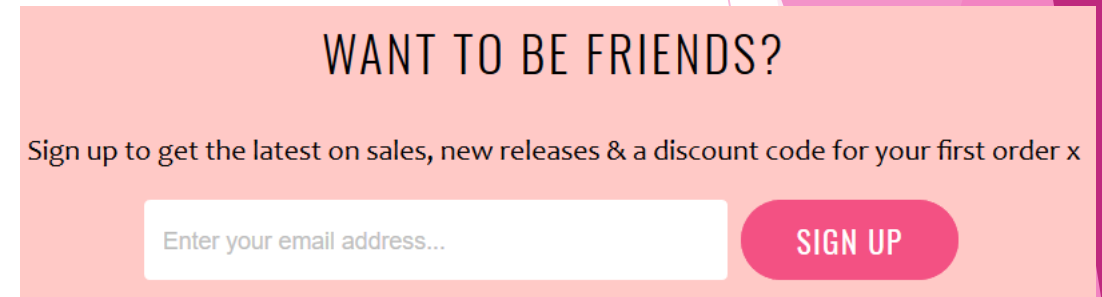 WANT TO BE FRIENDS?
Sign up to get the latest on sales, new releases & a discount code for your first order x
Enter your email address...
SIGN UP